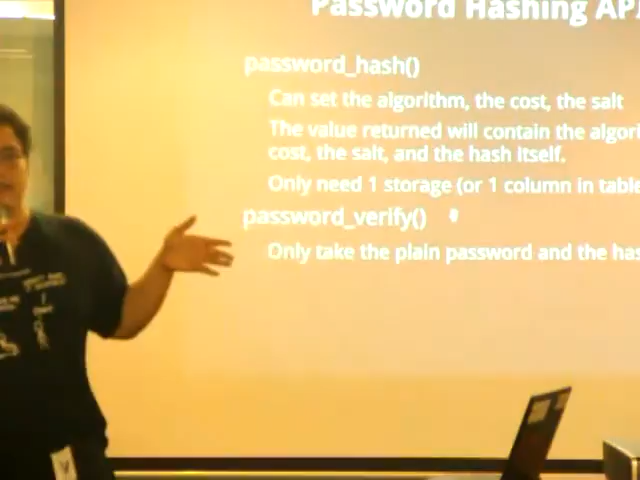 Password Hashing AP
password_hash()
Can set the algorithm, the cost, the salt
The value returned will contain the algori
cost, the salt, and the hash itself.
Only need 1 storage (or 1 column in table
password_verify()
Only take the plain password and the has